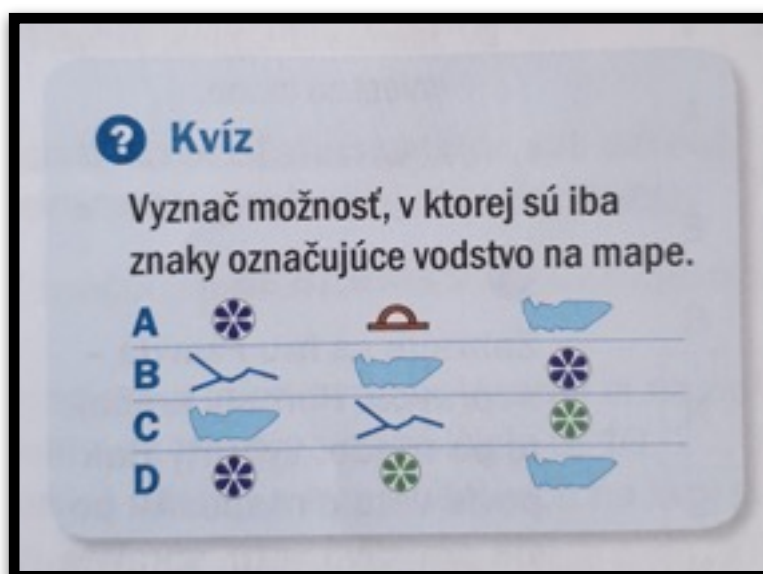 ? Kvíz
Vyznač možnosť, v ktorej sú iba
znaky označujúce vodstvo na mape.
A
B
C
D